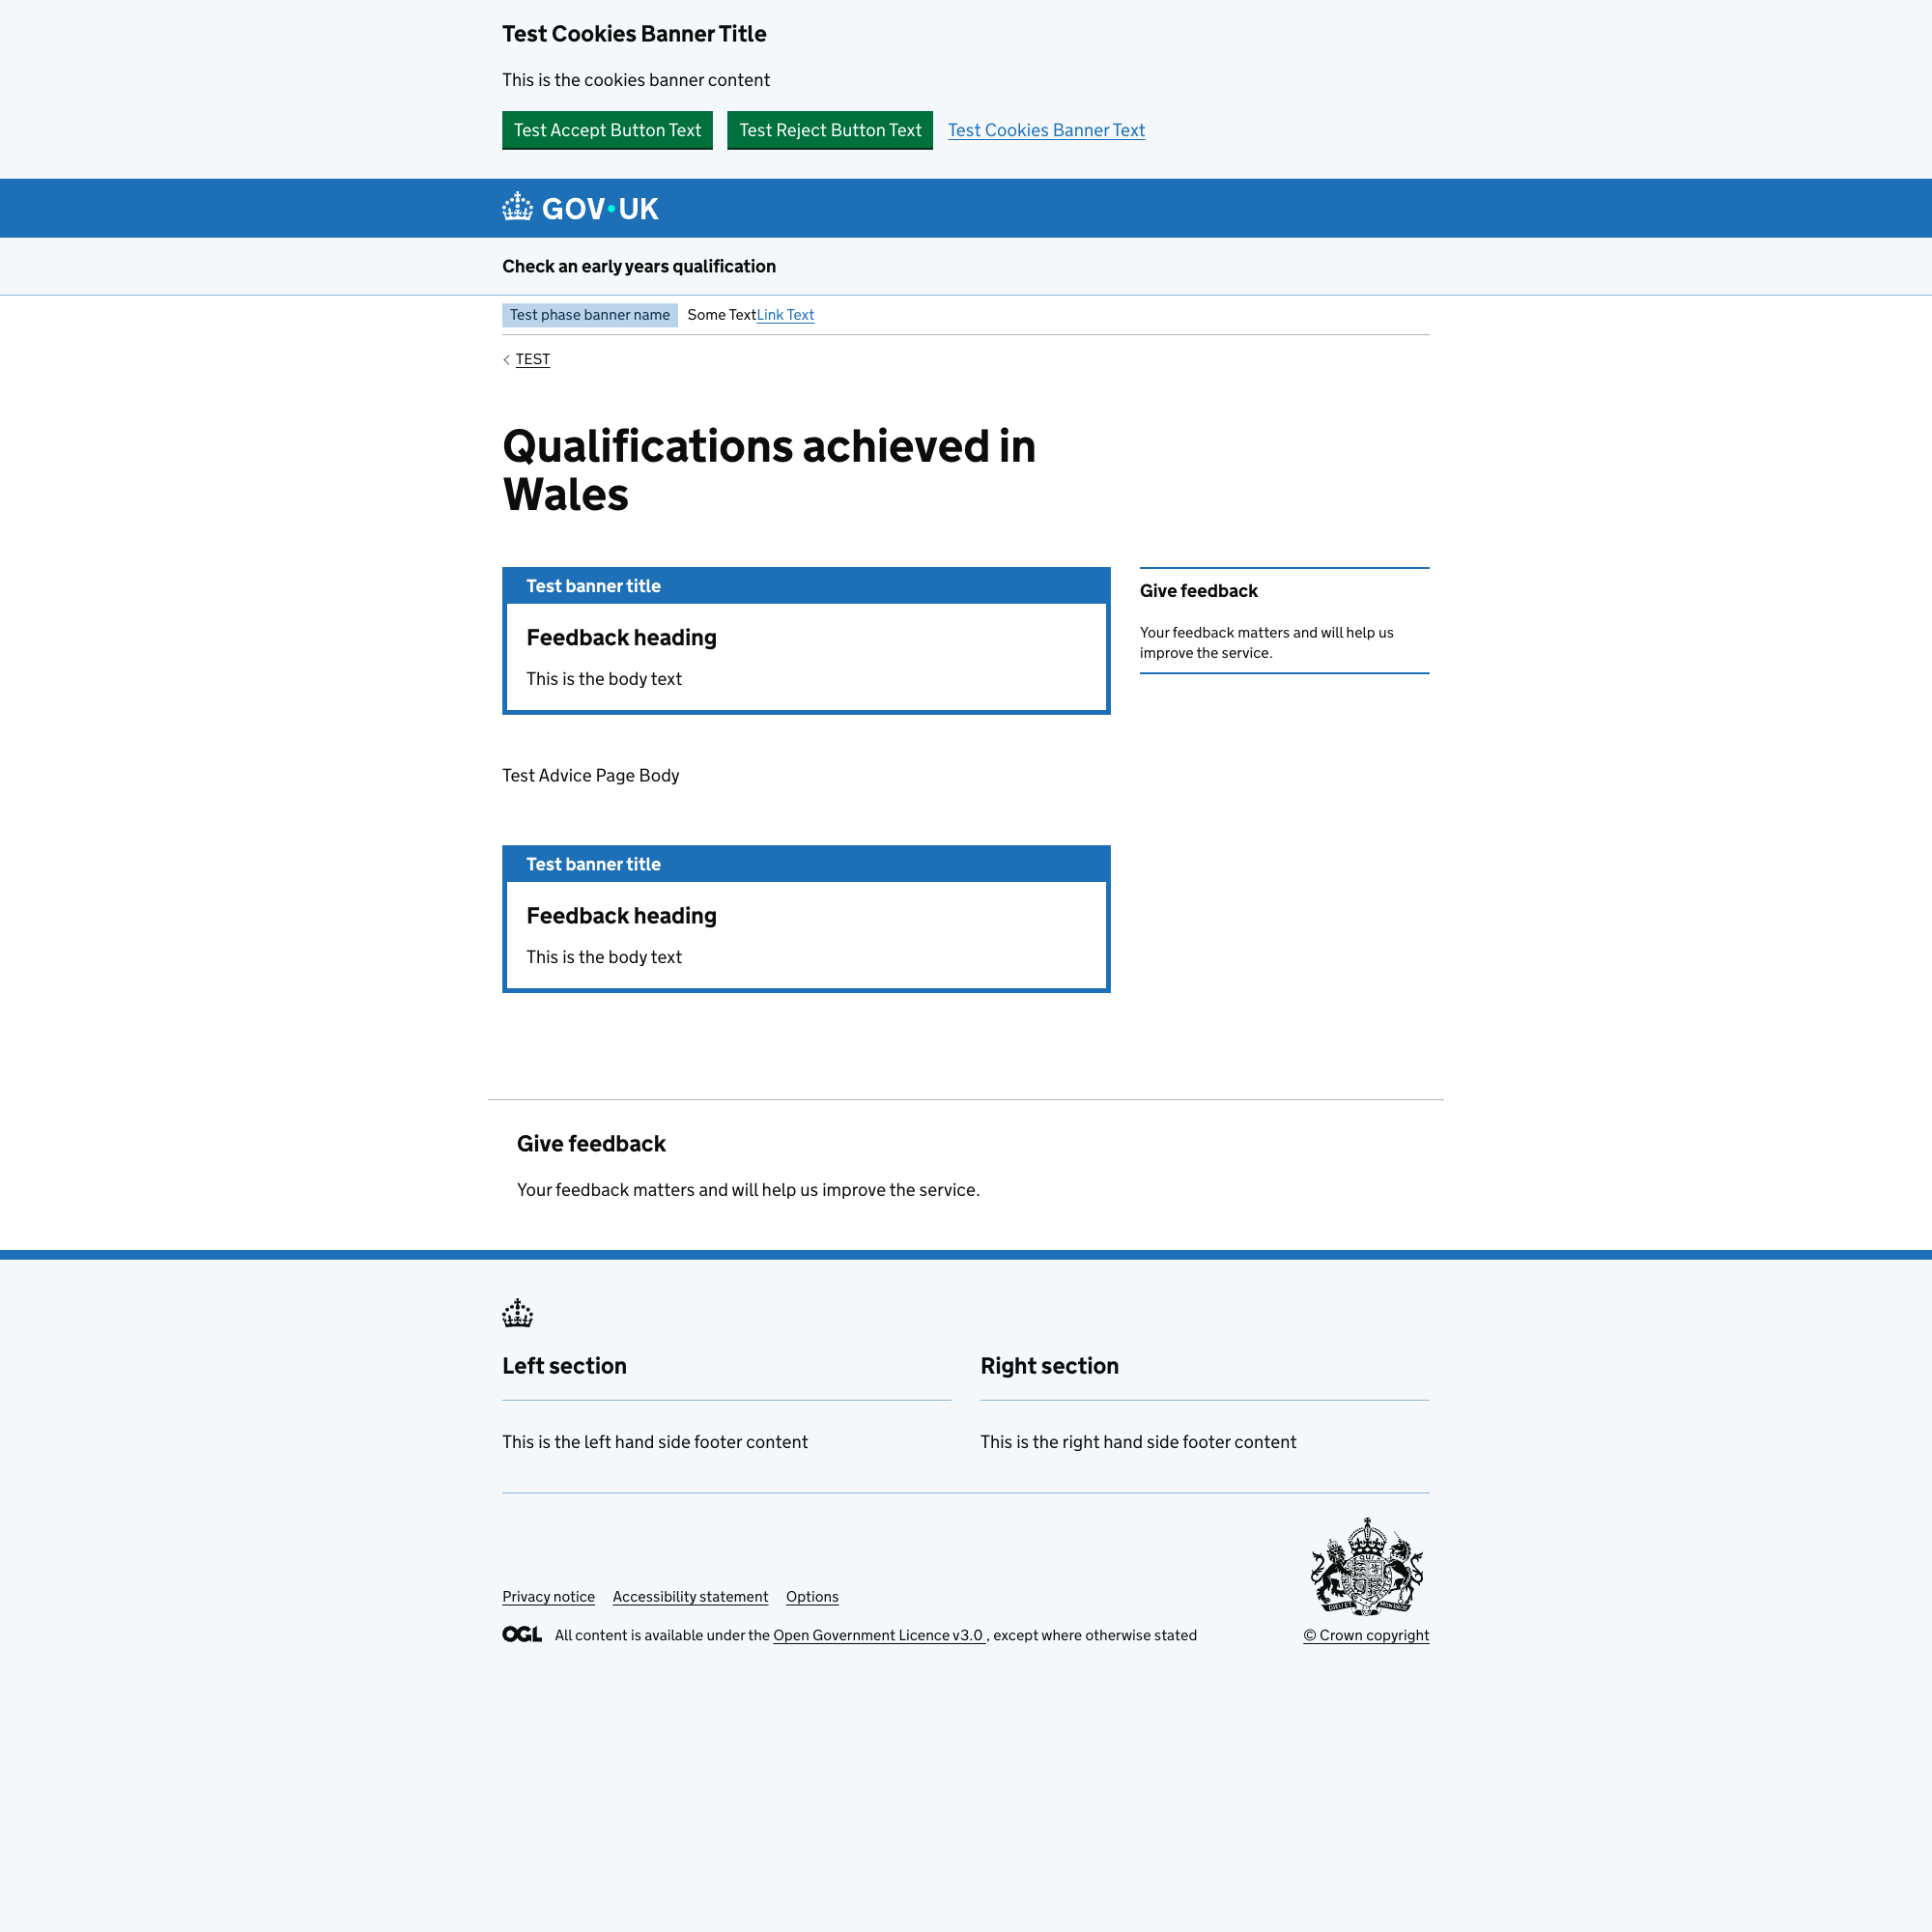 Test Cookies Banner Title
This is the cookies banner content
Test Accept Button Text
Test Reject Button Text
Test Cookies Banner Text
GOV·UK
Check an early years qualification
Test phase banner name
Some TextLink Text
TEST
Qualifications achieved in
Wales
Test banner title
Feedback heading
This is the body text
Give feedback
Your feedback matters and will help us
improve the service.
Test Advice Page Body
Test banner title
Feedback heading
This is the body text
Give feedback
Your feedback matters and will help us improve the service.
Left section
This is the left hand side footer content
Right section
This is the right hand side footer content
Privacy notice
Accessibility statement
Options
OGL
All content is available under the Open Government Licence v3.0 , except where otherwise stated
© Crown copyright